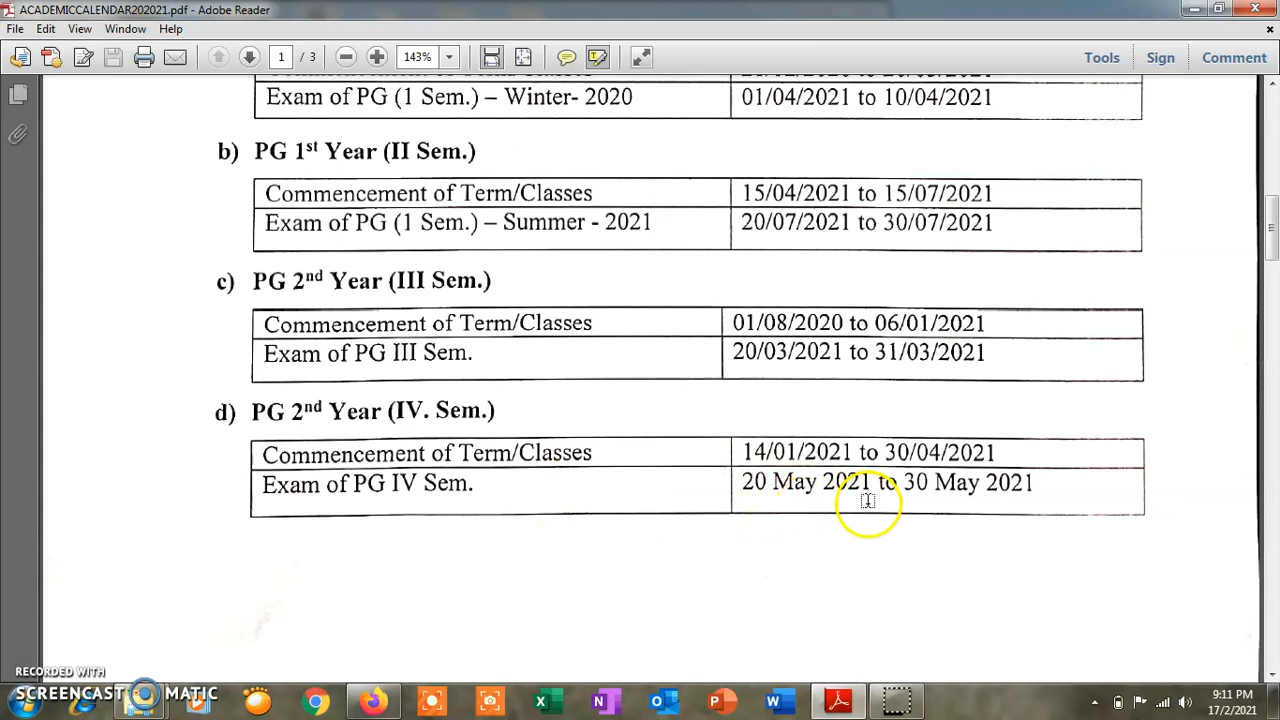 ACADEMICCALENDAR202021.pdf - Adobe Reader
File Edit View Window Help
1 / 3 143% Tools Sign Comment
Exam of PG (1 Sem.) – Winter- 2020 01/04/2021 to 10/04/2021
b) PG 1st Year (II Sem.)
Commencement of Term/Classes 15/04/2021 to 15/07/2021
Exam of PG (1 Sem.) – Summer - 2021 20/07/2021 to 30/07/2021
c) PG 2nd Year (III Sem.)
Commencement of Term/Classes 01/08/2020 to 06/01/2021
Exam of PG III Sem. 20/03/2021 to 31/03/2021
d) PG 2nd Year (IV. Sem.)
Commencement of Term/Classes 14/01/2021 to 30/04/2021
Exam of PG IV Sem. 20 May 2021 to 30 May 2021
RECORDED WITH
SCREENCAST MATIC
9:11 PM
17/2/2021